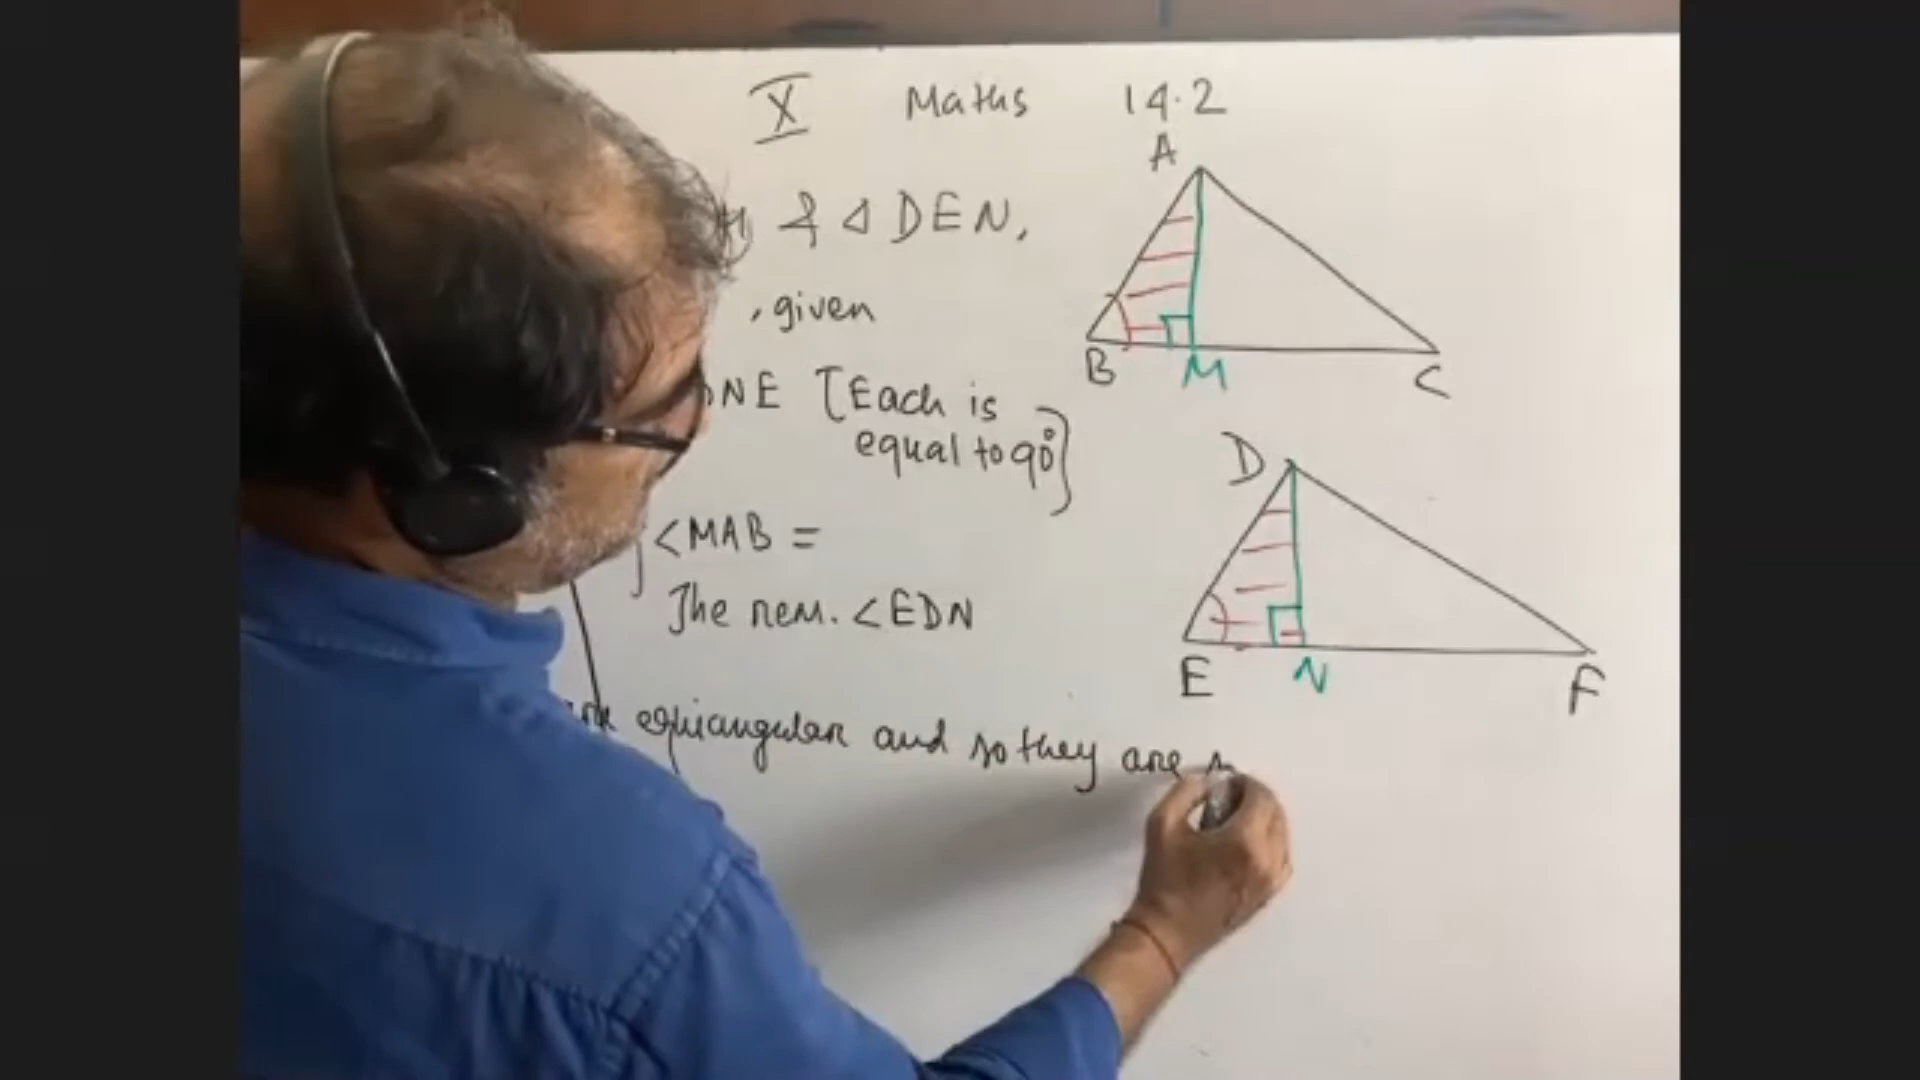 X Maths 14.2
& △ DEN,
, given
NE [Each is
equal to 90°]
<MAB =
The rem. <EDN
equiangular and so they are
A
B M C
D
E N F